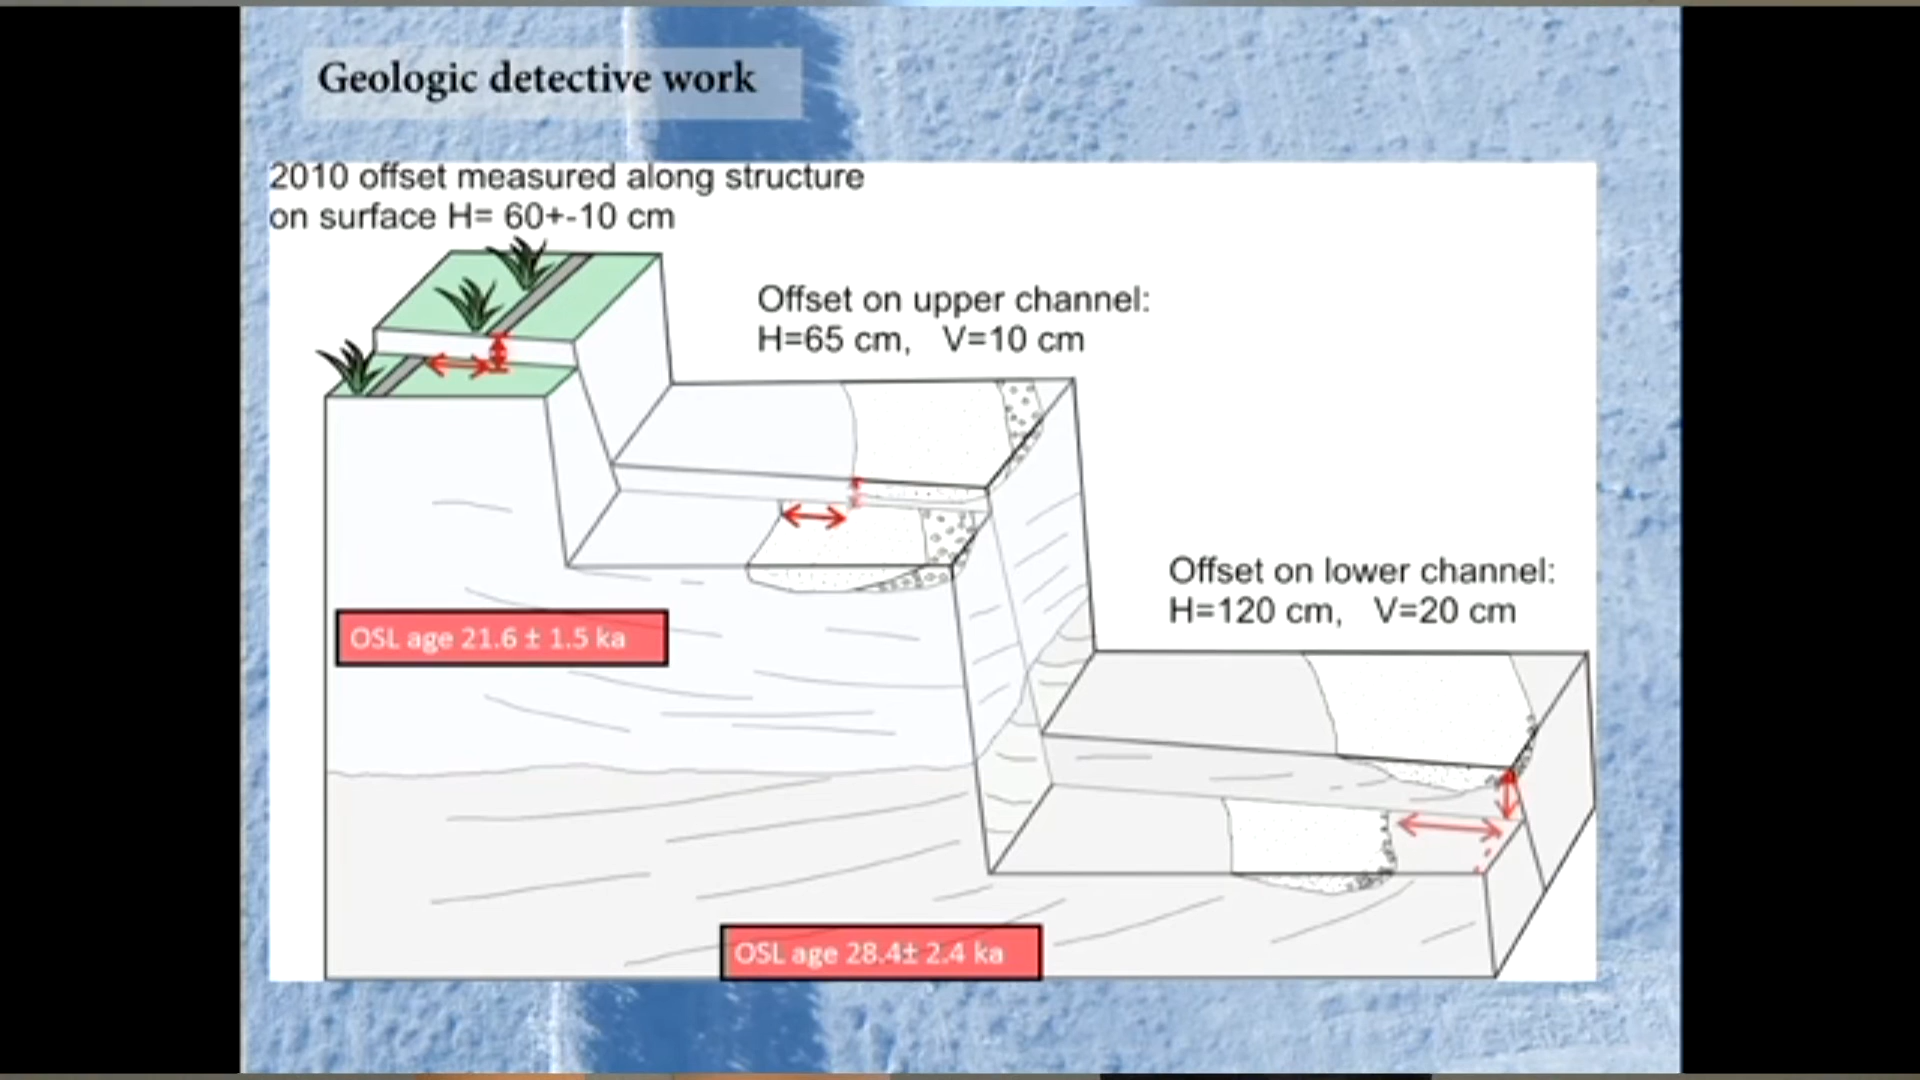 Geologic detective work
2010 offset measured along structure
on surface H= 60+-10 cm
Offset on upper channel:
H=65 cm, V=10 cm
Offset on lower channel:
H=120 cm, V=20 cm
OSL age 21.6 ± 1.5 ka
OSL age 28.4± 2.4 ka